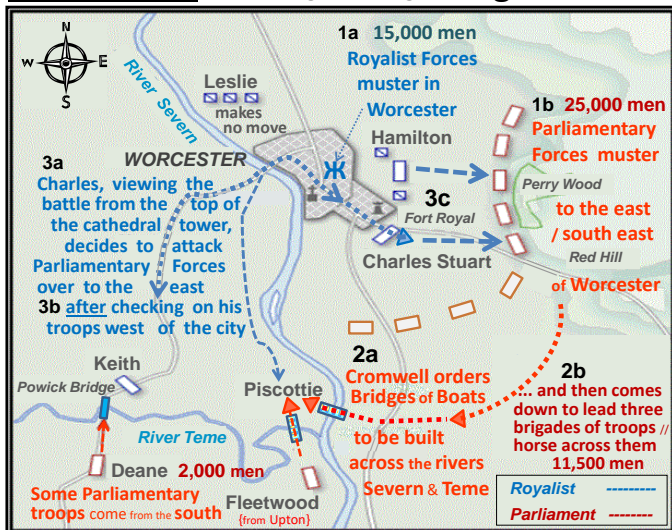 N
W
E
S
River Severn
Leslie
makes
no move
1a 15,000 men
Royalist Forces
muster in
Worcester
Hamilton
1b 25,000 men
Parliamentary
Forces muster
Perry Wood
to the east
/ south east
Red Hill
of Worcester
WORCESTER
3a
Charles, viewing the
battle from the top of
the cathedral tower,
decides to attack
Parliamentary Forces
over to the east
3b after checking on his
troops west of the city
3c
Fort Royal
Charles Stuart
Keith
Powick Bridge
Piscottie
River Teme
2a
Cromwell orders
Bridges of Boats
to be built
across the rivers
Severn & Teme
2b
... and then comes
down to lead three
brigades of troops //
horse across them
11,500 men
Deane 2,000 men
Some Parliamentary
troops come from the south
Fleetwood
{from Upton}
Royalist ---------
Parliament --------